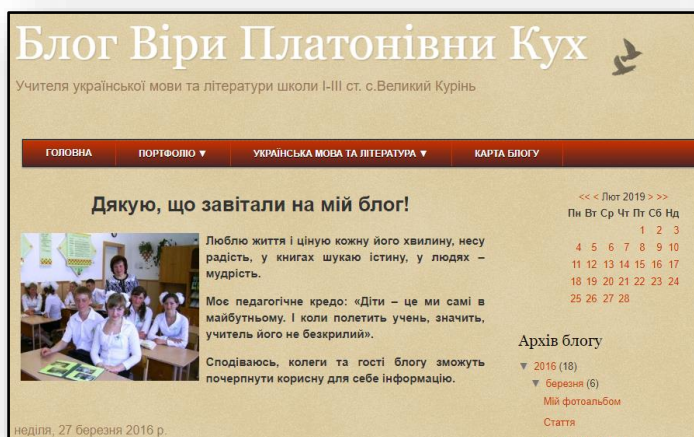 Блог Віри Платонівни Кух
Учителя української мови та літератури школи І-ІІІ ст. с.Великий Курінь
ГОЛОВНА
ПОРТФОЛІО ▼
УКРАЇНСЬКА МОВА ТА ЛІТЕРАТУРА ▼
КАРТА БЛОГУ
Дякую, що завітали на мій блог!
Люблю життя і ціную кожну його хвилину, несу
радість, у книгах шукаю істину, у людях –
мудрість.
Моє педагогічне кредо: «Діти – це ми самі в
майбутньому. І коли полетить учень, значить,
учитель його не безкрилий».
Сподіваюсь, колеги та гості блогу зможуть
почерпнути корисну для себе інформацію.
неділя, 27 березня 2016 р.
<< < Лют 2019 > >>
Пн Вт Ср Чт Пт Сб Нд
1 2 3
4 5 6 7 8 9 10
11 12 13 14 15 16 17
18 19 20 21 22 23 24
25 26 27 28
Архів блогу
▼ 2016 (18)
▼ березня (6)
Мій фотоальбом
Стаття